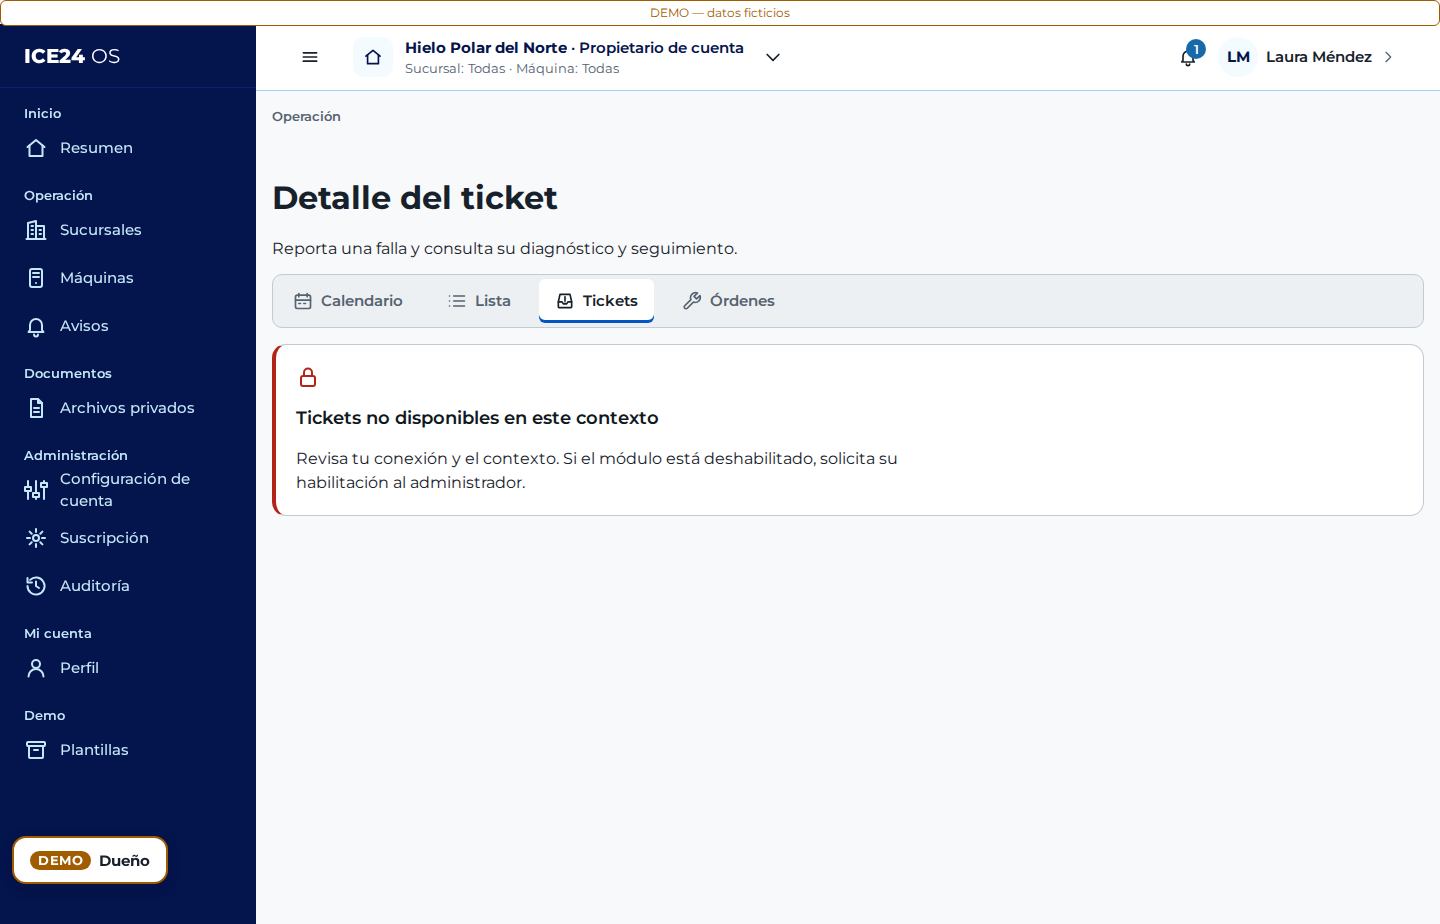 DEMO — datos ficticios
ICE24 OS
Hielo Polar del Norte · Propietario de cuenta
Sucursal: Todas · Máquina: Todas
1
LM
Laura Méndez
Inicio
Resumen
Operación
Sucursales
Máquinas
Avisos
Documentos
Archivos privados
Administración
Configuración de
cuenta
Suscripción
Auditoría
Mi cuenta
Perfil
Demo
Plantillas
DEMO Dueño
Operación
Detalle del ticket
Reporta una falla y consulta su diagnóstico y seguimiento.
Calendario
Lista
Tickets
Órdenes
Tickets no disponibles en este contexto
Revisa tu conexión y el contexto. Si el módulo está deshabilitado, solicita su
habilitación al administrador.